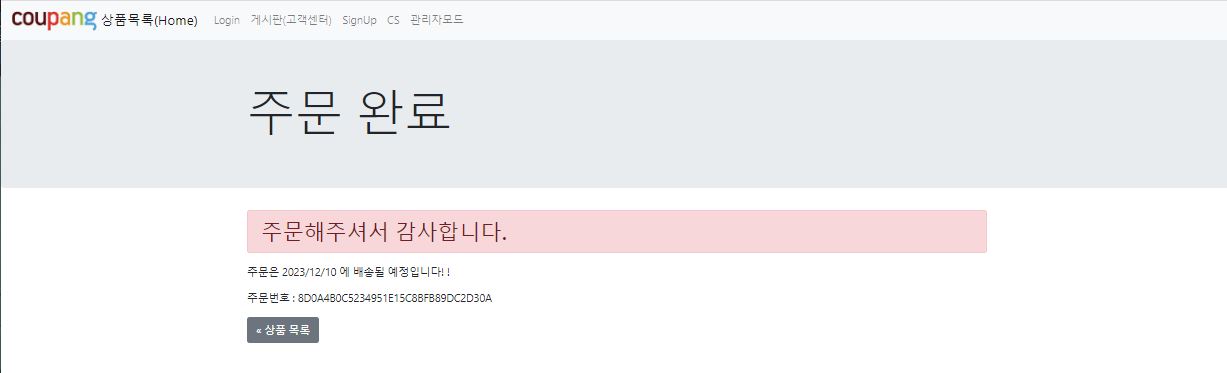 coupang 상품목록(Home) Login 게시판(고객센터) SignUp CS 관리자모드
주문 완료
주문해주셔서 감사합니다.
주문은 2023/12/10 에 배송될 예정입니다! !
주문번호 : 8D0A4B0C5234951E15C8BFB89DC2D30A
« 상품 목록